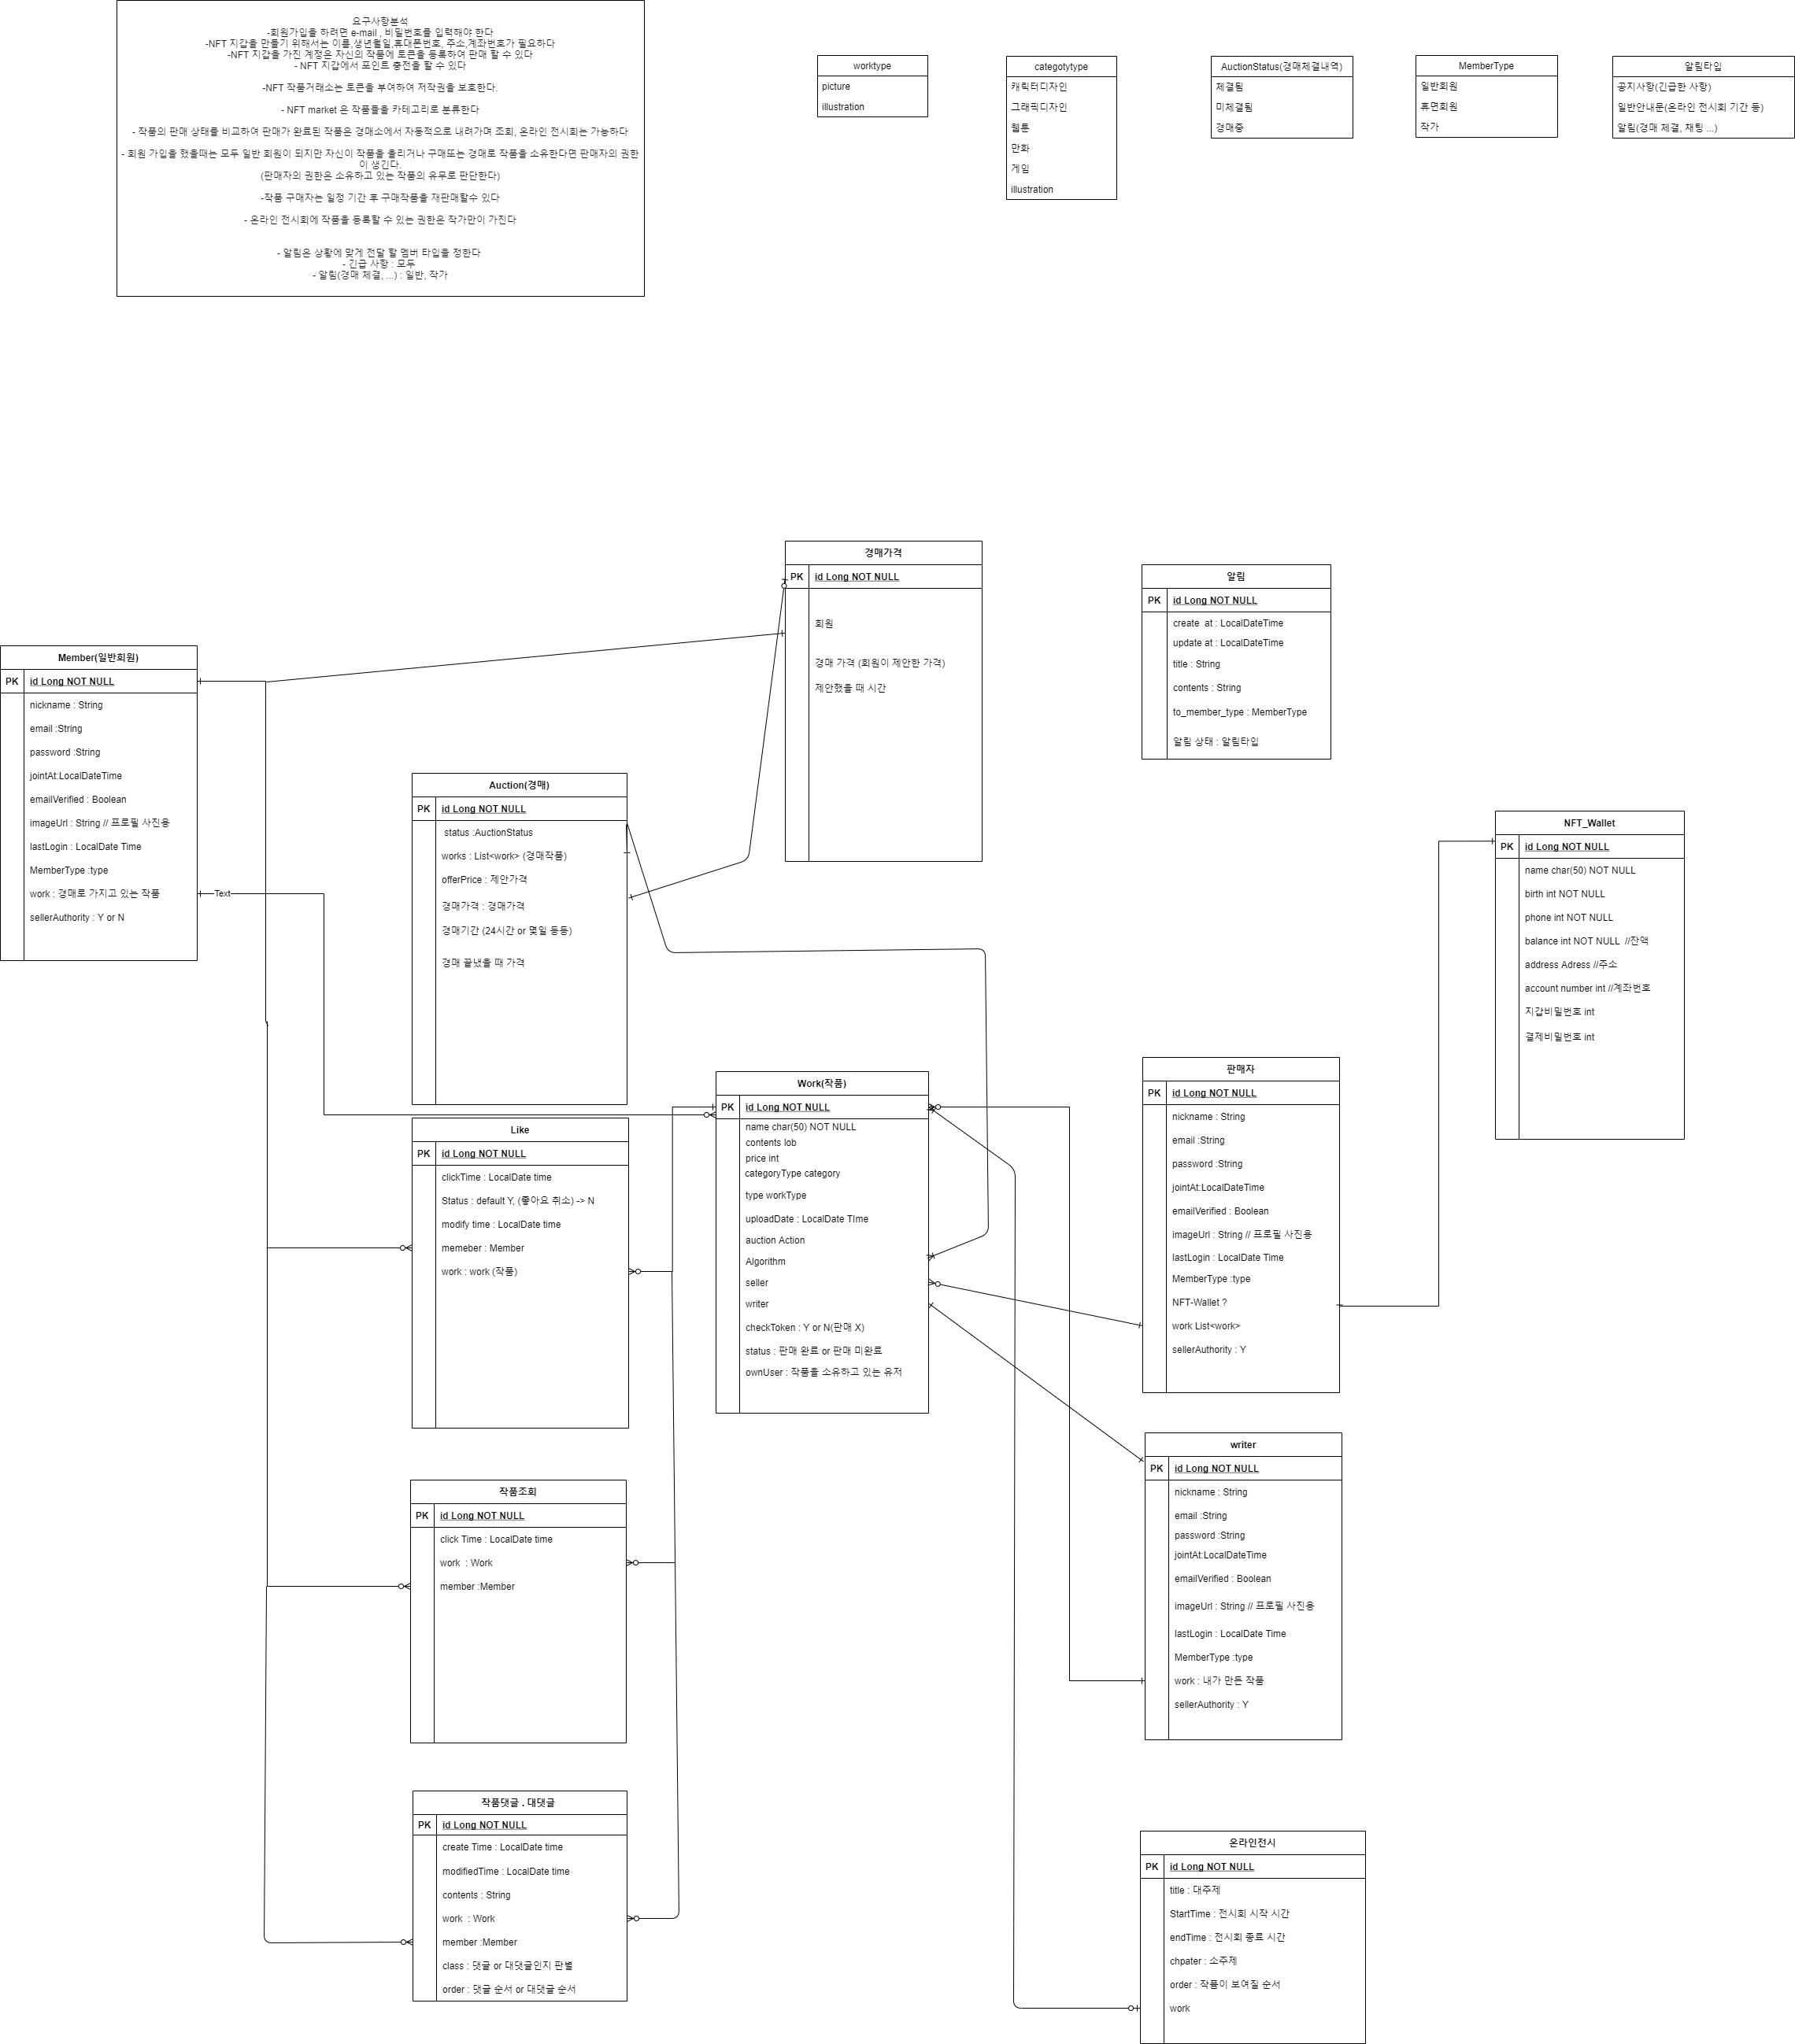 요구사항분석
-회원가입을 하려면 e-mail , 비밀번호를 입력해야 한다
-NFT 지갑을 만들기 위해서는 이름,생년월일,휴대폰번호, 주소,계좌번호가 필요하다
-NFT 지갑을 가진 계정은 자신의 작품에 토큰을 등록하여 판매 할 수 있다
- NFT 지갑에서 포인트 충전을 할 수 있다
-NFT 작품거래소는 토큰을 부여하여 저작권을 보호한다.
- NFT market 은 작품들을 카테고리로 분류한다
- 작품의 판매 상태를 비교하여 판매가 완료된 작품은 경매소에서 자동적으로 내려가며 조회, 온라인 전시회는 가능하다
- 회원 가입을 했을때는 모두 일반 회원이 되지만 자신이 작품을 올리거나 구매또는 경매로 작품을 소유한다면 판매자의 권한
이 생긴다.
(판매자의 권한은 소유하고 있는 작품의 유무로 판단한다)
-작품 구매자는 일정 기간 후 구매작품을 재판매할수 있다
- 온라인 전시회에 작품을 등록할 수 있는 권한은 작가만이 가진다
- 알림은 상황에 맞게 전달 할 멤버 타입을 정한다
- 긴급 사항 : 모두
- 알림(경매 체결, ...) : 일반, 작가
worktype
picture
illustration
categotytype
캐릭터디자인
그래픽디자인
웹툰
만화
게임
illustration
AuctionStatus(경매체결내역)
체결됨
미체결됨
경매중
MemberType
일반회원
휴면회원
작가
알림타입
공지사항(긴급한 사항)
일반안내문(온라인 전시회 기간 등)
알림(경매 체결, 채팅 ...)
경매가격
PK id Long NOT NULL
회원
경매 가격 (회원이 제안한 가격)
제안했을 때 시간
알림
PK id Long NOT NULL
create  at : LocalDateTime
update at : LocalDateTime
title : String
contents : String
to_member_type : MemberType
알림 상태 : 알림타입
Member(일반회원)
PK id Long NOT NULL
nickname : String
email :String
password :String
jointAt:LocalDateTime
emailVerified : Boolean
imageUrl : String // 프로필 사진용
lastLogin : LocalDate Time
MemberType :type
work : 경매로 가지고 있는 작품
sellerAuthority : Y or N
Text
Auction(경매)
PK id Long NOT NULL
status :AuctionStatus
works : List<work> (경매작품)
offerPrice : 제안가격
경매가격 : 경매가격
경매기간 (24시간 or 몇일 등등)
경매 끝냈을 때 가격
NFT_Wallet
PK id Long NOT NULL
name char(50) NOT NULL
birth int NOT NULL
phone int NOT NULL
balance int NOT NULL  //잔액
address Adress //주소
account number int //계좌번호
지갑비밀번호 int
결제비밀번호 int
Like
PK id Long NOT NULL
clickTime : LocalDate time
Status : default Y, (좋아요 취소) -> N
modify time : LocalDate time
memeber : Member
work : work (작품)
Work(작품)
PK id Long NOT NULL
name char(50) NOT NULL
contents lob
price int
categoryType category
type workType
uploadDate : LocalDate TIme
auction Action
Algorithm
seller
writer
checkToken : Y or N(판매 X)
status : 판매 완료 or 판매 미완료
ownUser : 작품을 소유하고 있는 유저
판매자
PK id Long NOT NULL
nickname : String
email :String
password :String
jointAt:LocalDateTime
emailVerified : Boolean
imageUrl : String // 프로필 사진용
lastLogin : LocalDate Time
MemberType :type
NFT-Wallet ?
work List<work>
sellerAuthority : Y
writer
PK id Long NOT NULL
nickname : String
email :String
password :String
jointAt:LocalDateTime
emailVerified : Boolean
imageUrl : String // 프로필 사진용
lastLogin : LocalDate Time
MemberType :type
work : 내가 만든 작품
sellerAuthority : Y
작품조회
PK id Long NOT NULL
click Time : LocalDate time
work  : Work
member :Member
작품댓글 , 대댓글
PK id Long NOT NULL
create Time : LocalDate time
modifiedTime : LocalDate time
contents : String
work  : Work
member :Member
class : 댓글 or 대댓글인지 판별
order : 댓글 순서 or 대댓글 순서
온라인전시
PK id Long NOT NULL
title : 대주제
StartTime : 전시회 시작 시간
endTime : 전시회 종료 시간
chpater : 소주제
order : 작픔이 보여질 순서
work